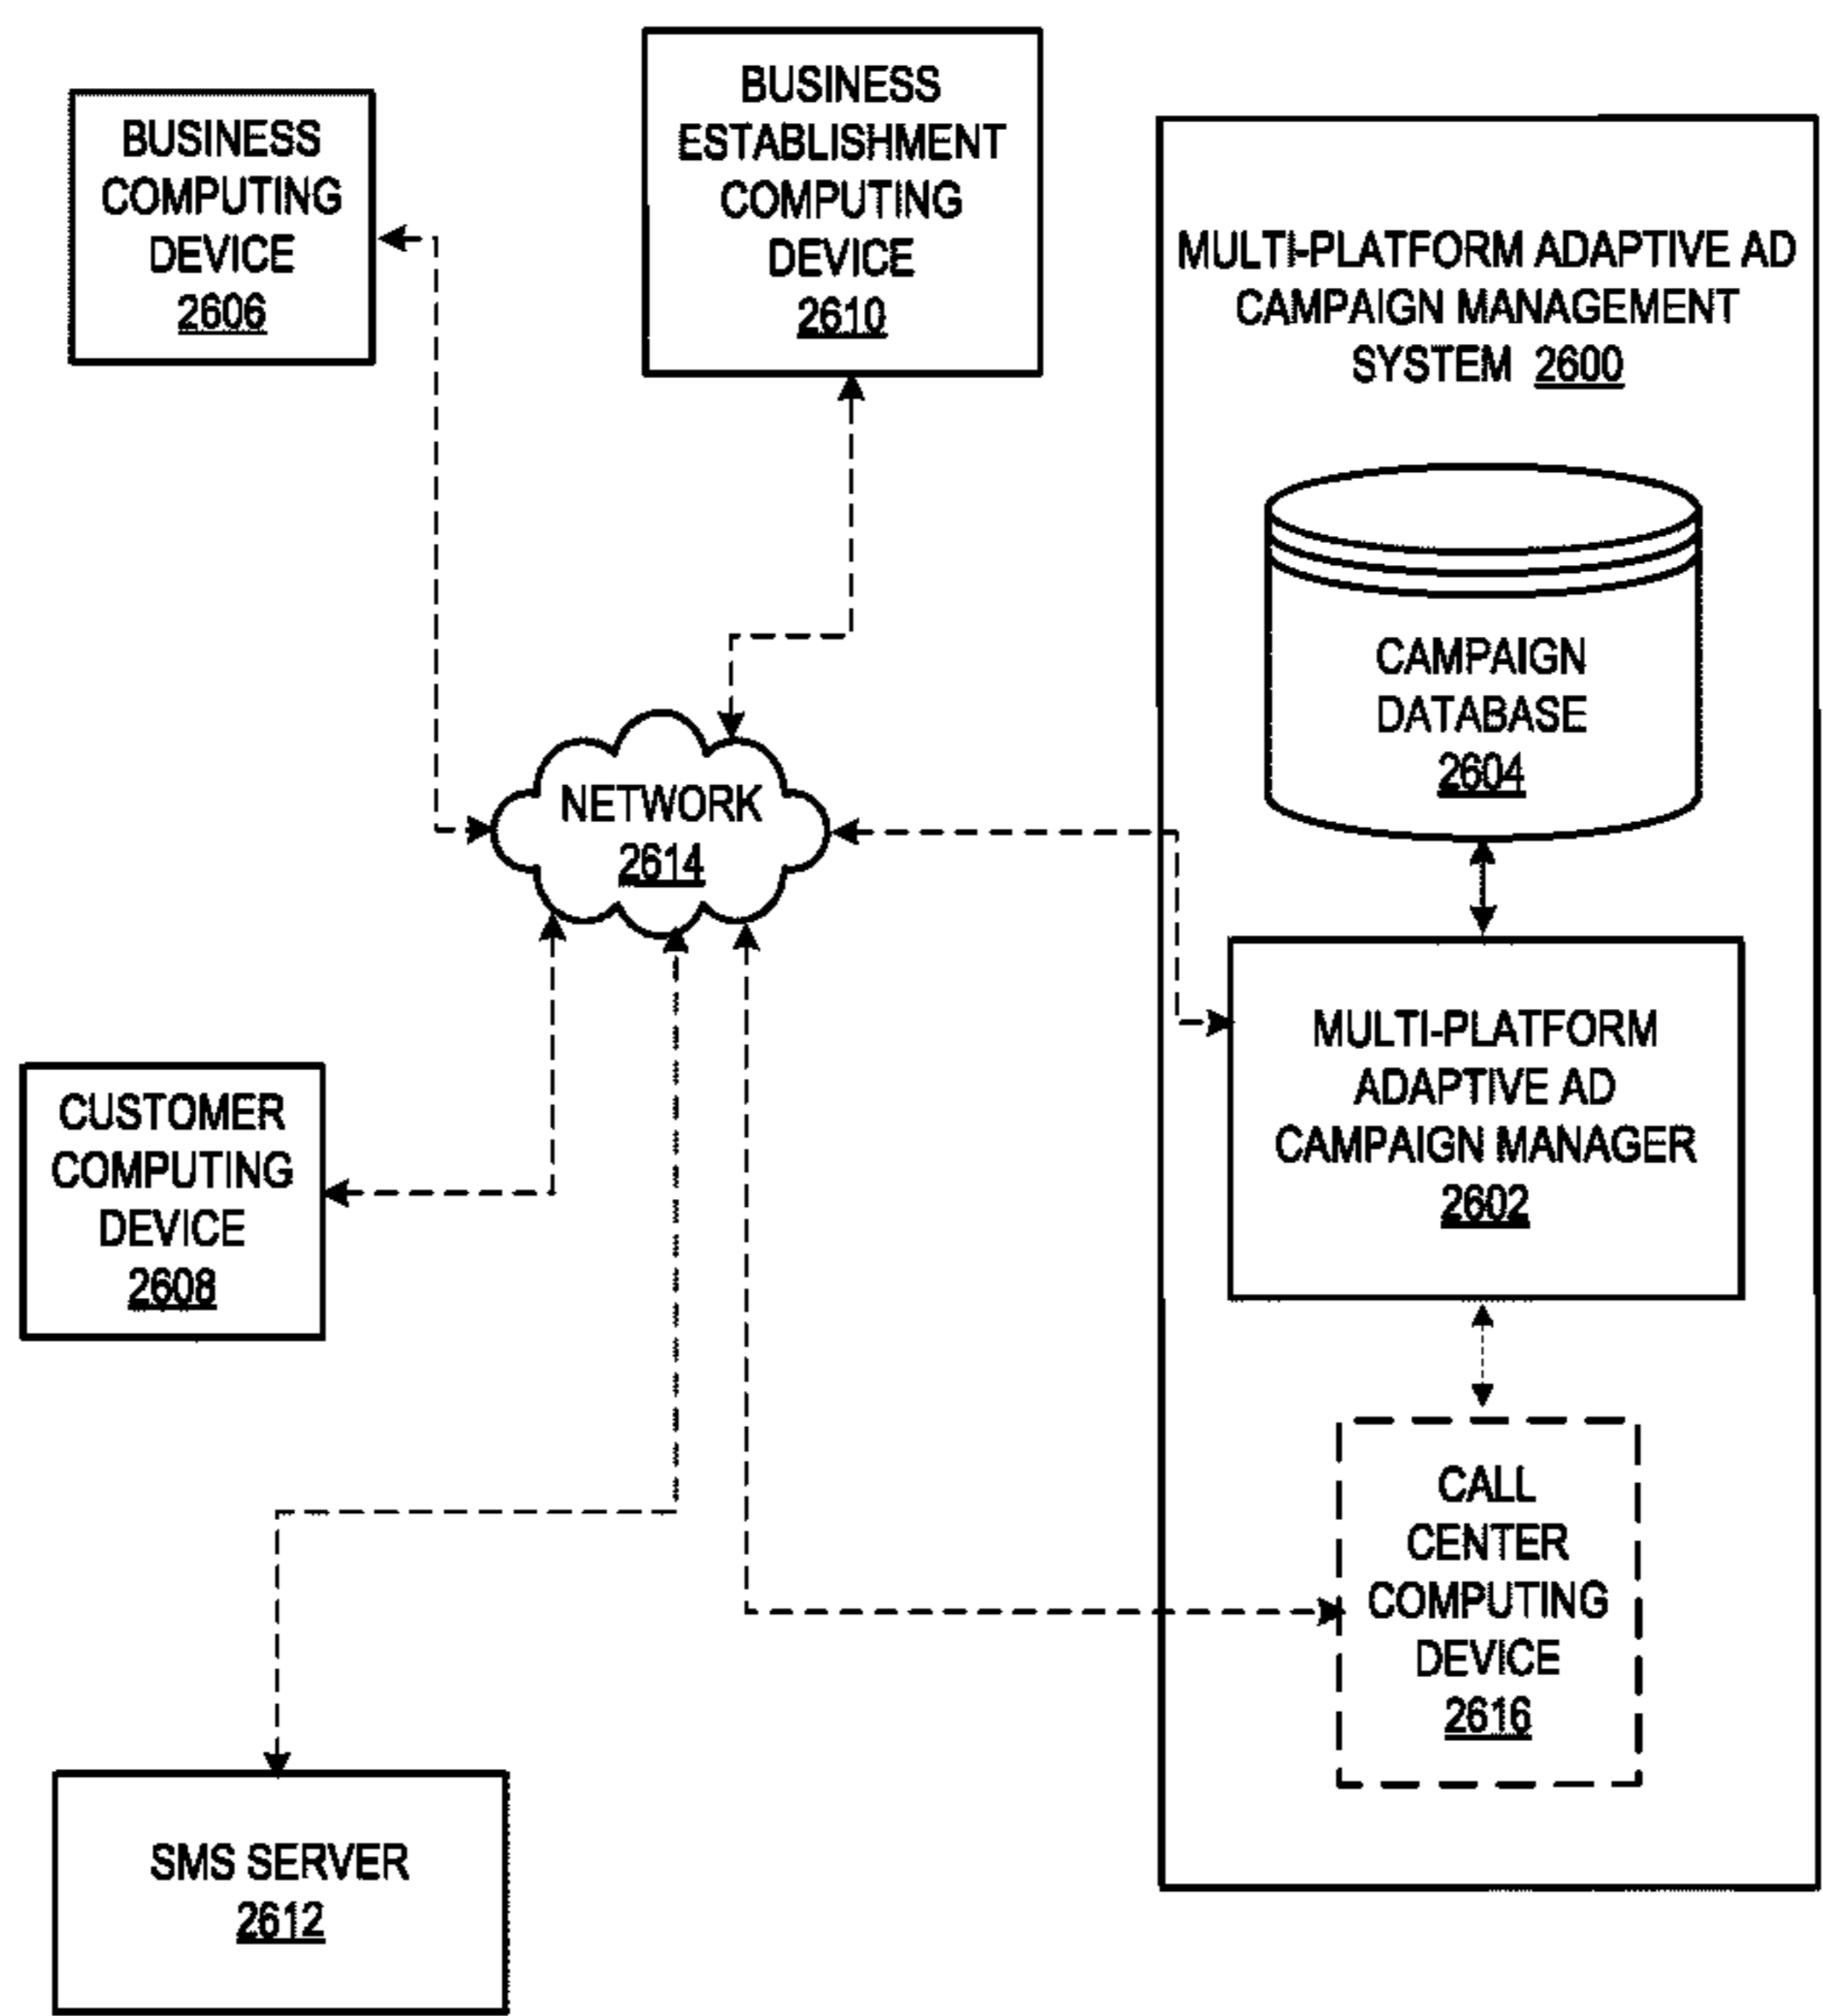 BUSINESS
COMPUTING
DEVICE
2606
BUSINESS
ESTABLISHMENT
COMPUTING
DEVICE
2610
MULTI-PLATFORM ADAPTIVE AD
CAMPAIGN MANAGEMENT
SYSTEM 2600
CAMPAIGN
DATABASE
2604
NETWORK
2614
MULTI-PLATFORM
ADAPTIVE AD
CAMPAIGN MANAGER
2602
CUSTOMER
COMPUTING
DEVICE
2608
CALL
CENTER
COMPUTING
DEVICE
2616
SMS SERVER
2612